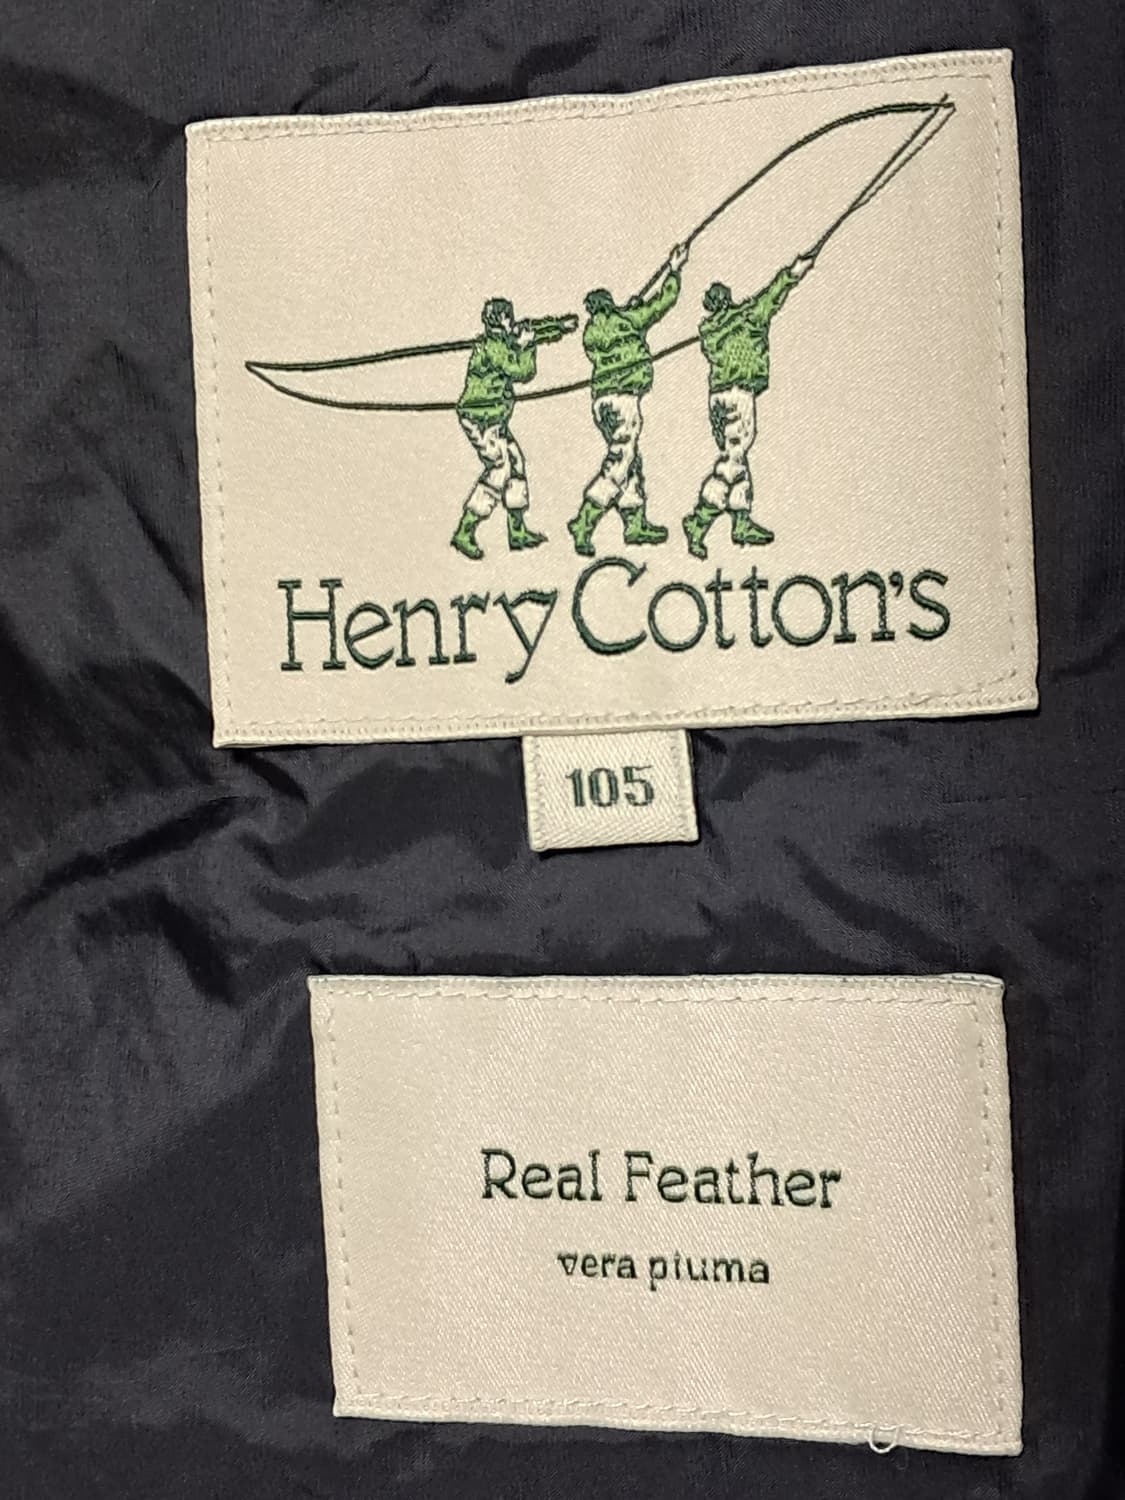 Henry Cotton's
105
Real Feather
vera piuma